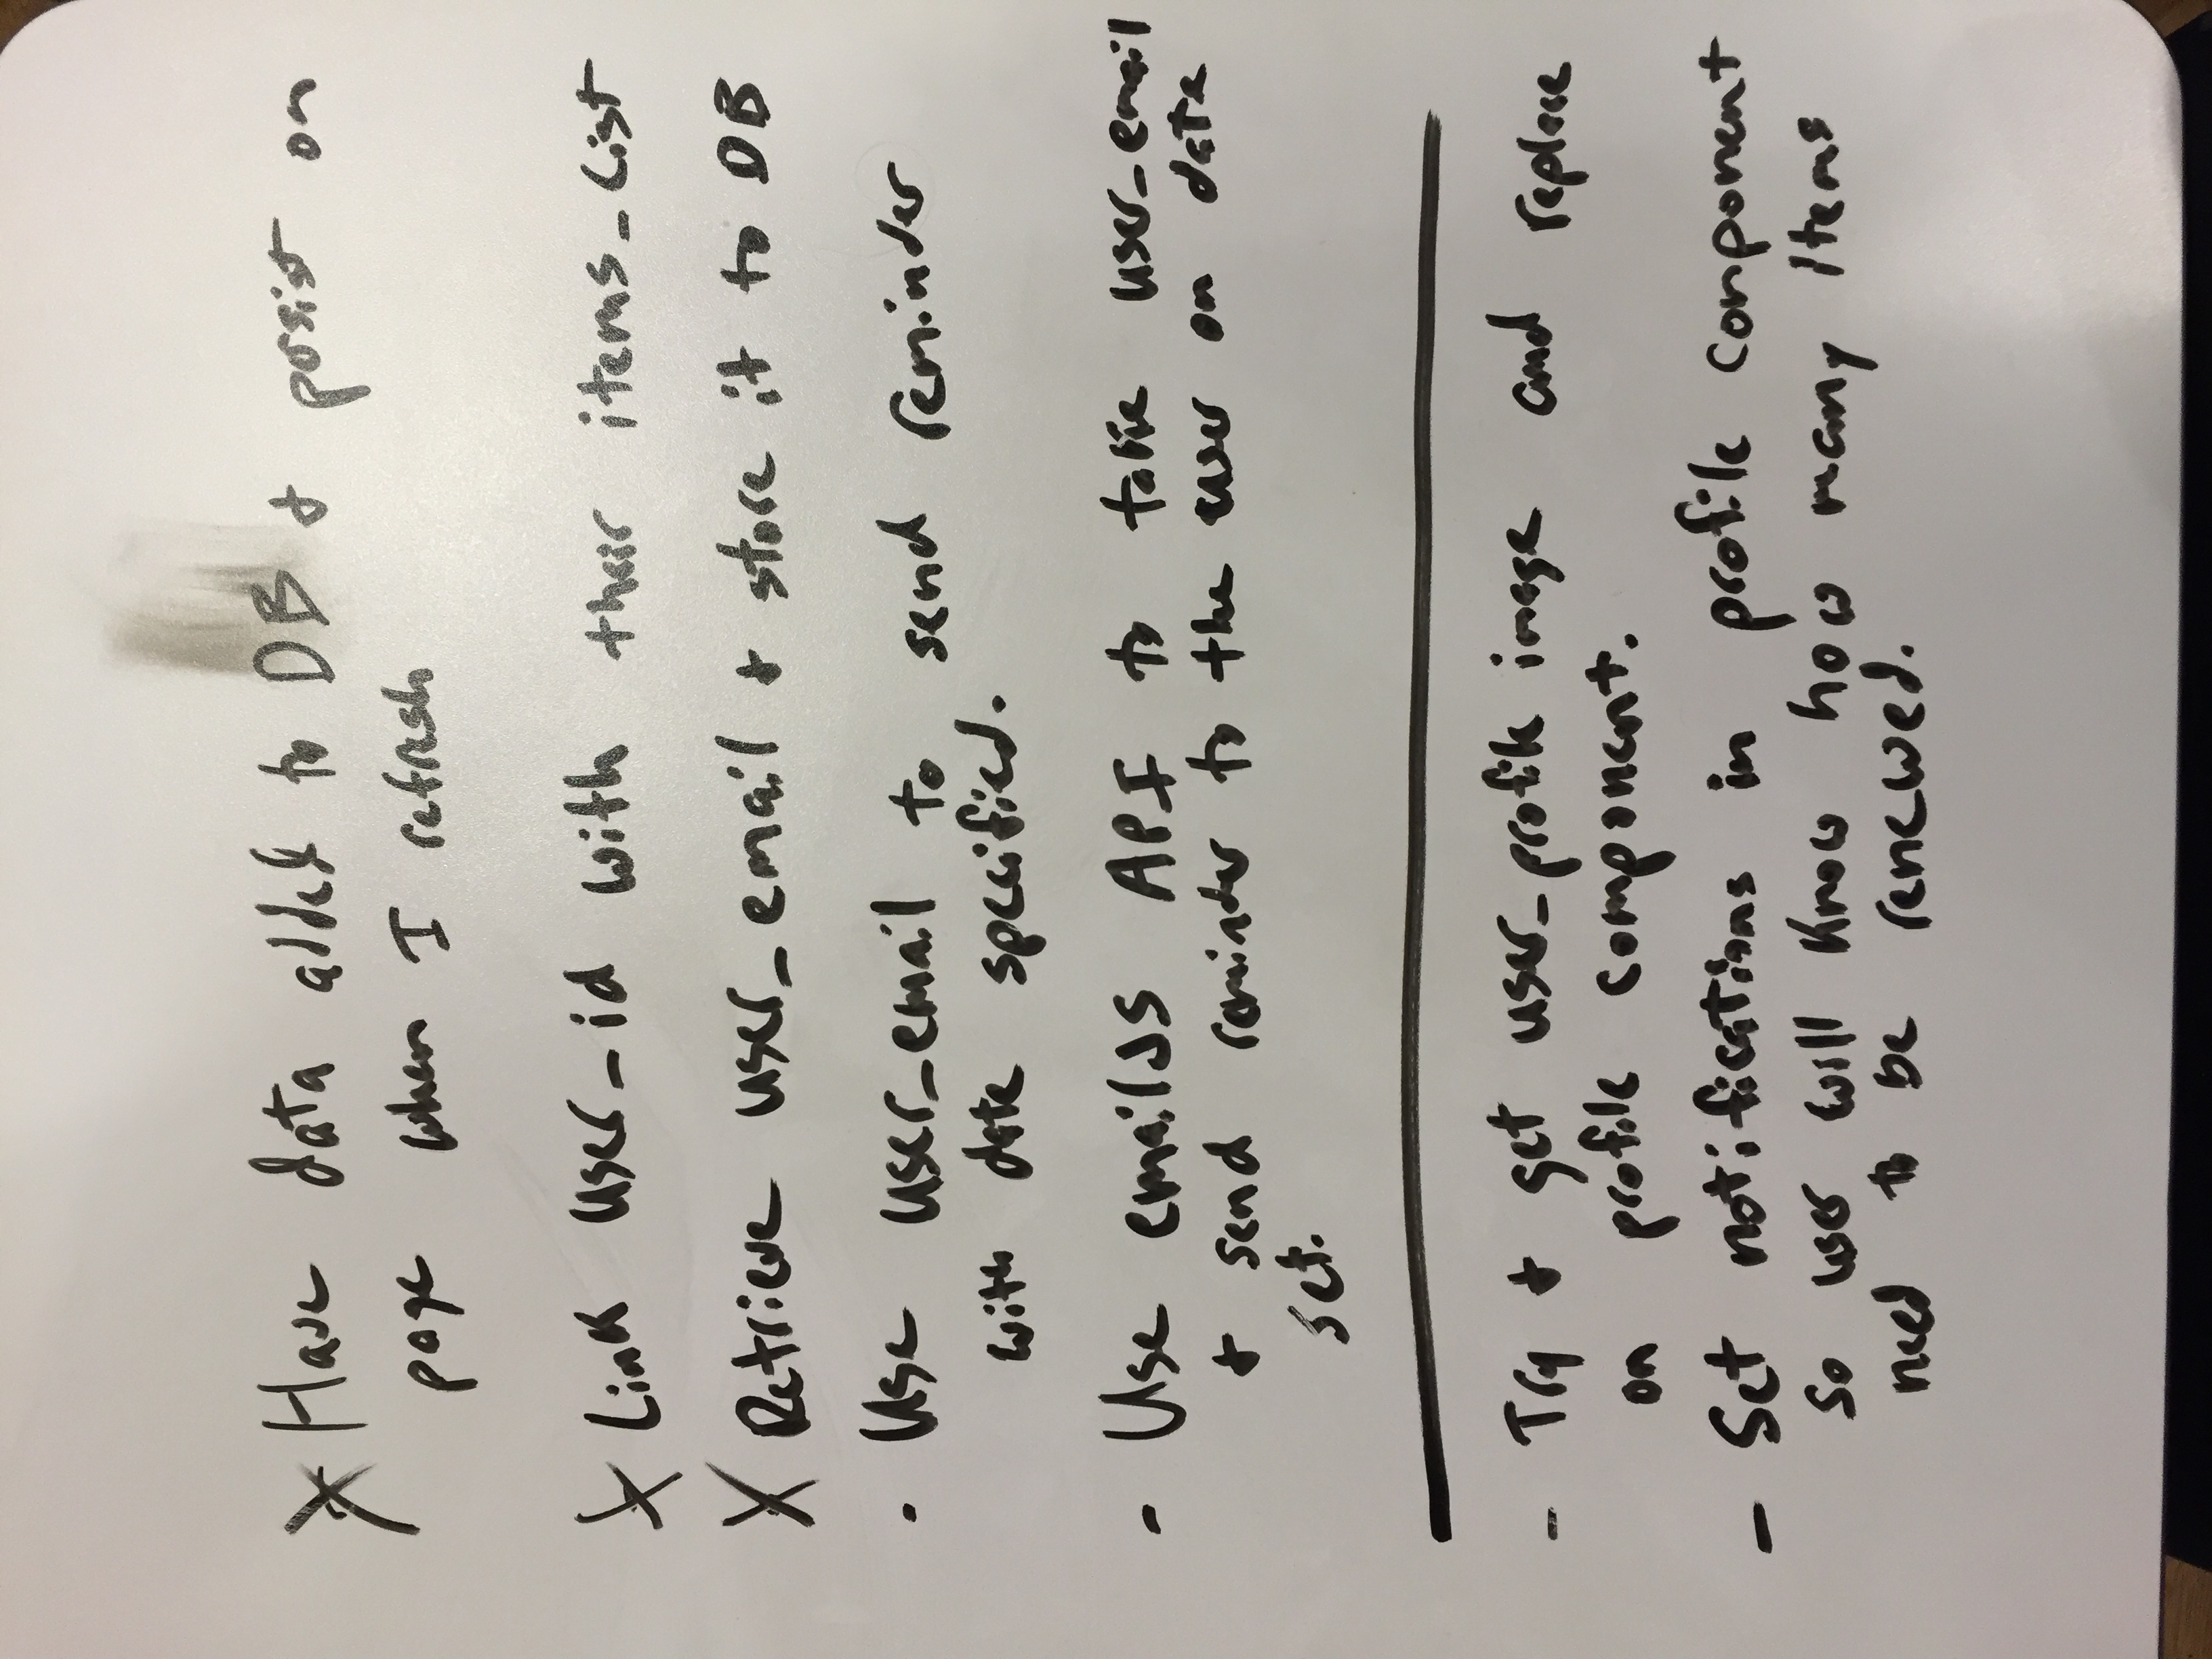 X Have data added to DB + persist on
page when I refresh
X Link user_id with their items_list
X Retrieve user_email + store it to DB
- Use user_email to send reminder
with date specified.
- Use emailJS API to take user_email
+ send reminder to the user on date
set.
- Try + get user_profile image and replace
on profile component.
- Set notifications in profile component
so user will know how many items
need to be renewed.